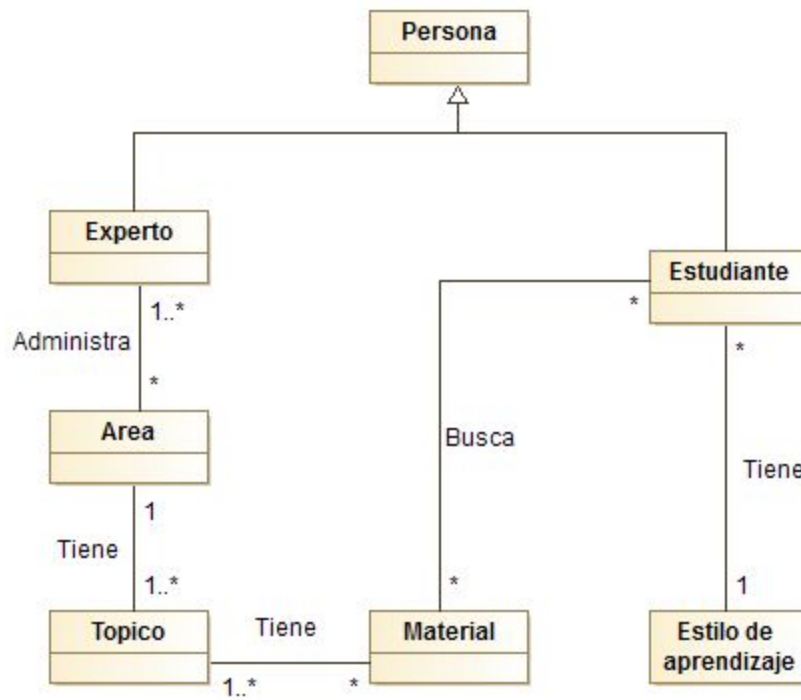 Persona
Experto
Estudiante
1..*
*
Administra
*
*
Area
Busca
1
Tiene
Tiene
1..*
*
1
Topico
Tiene
Material
Estilo de
aprendizaje
1..*
*